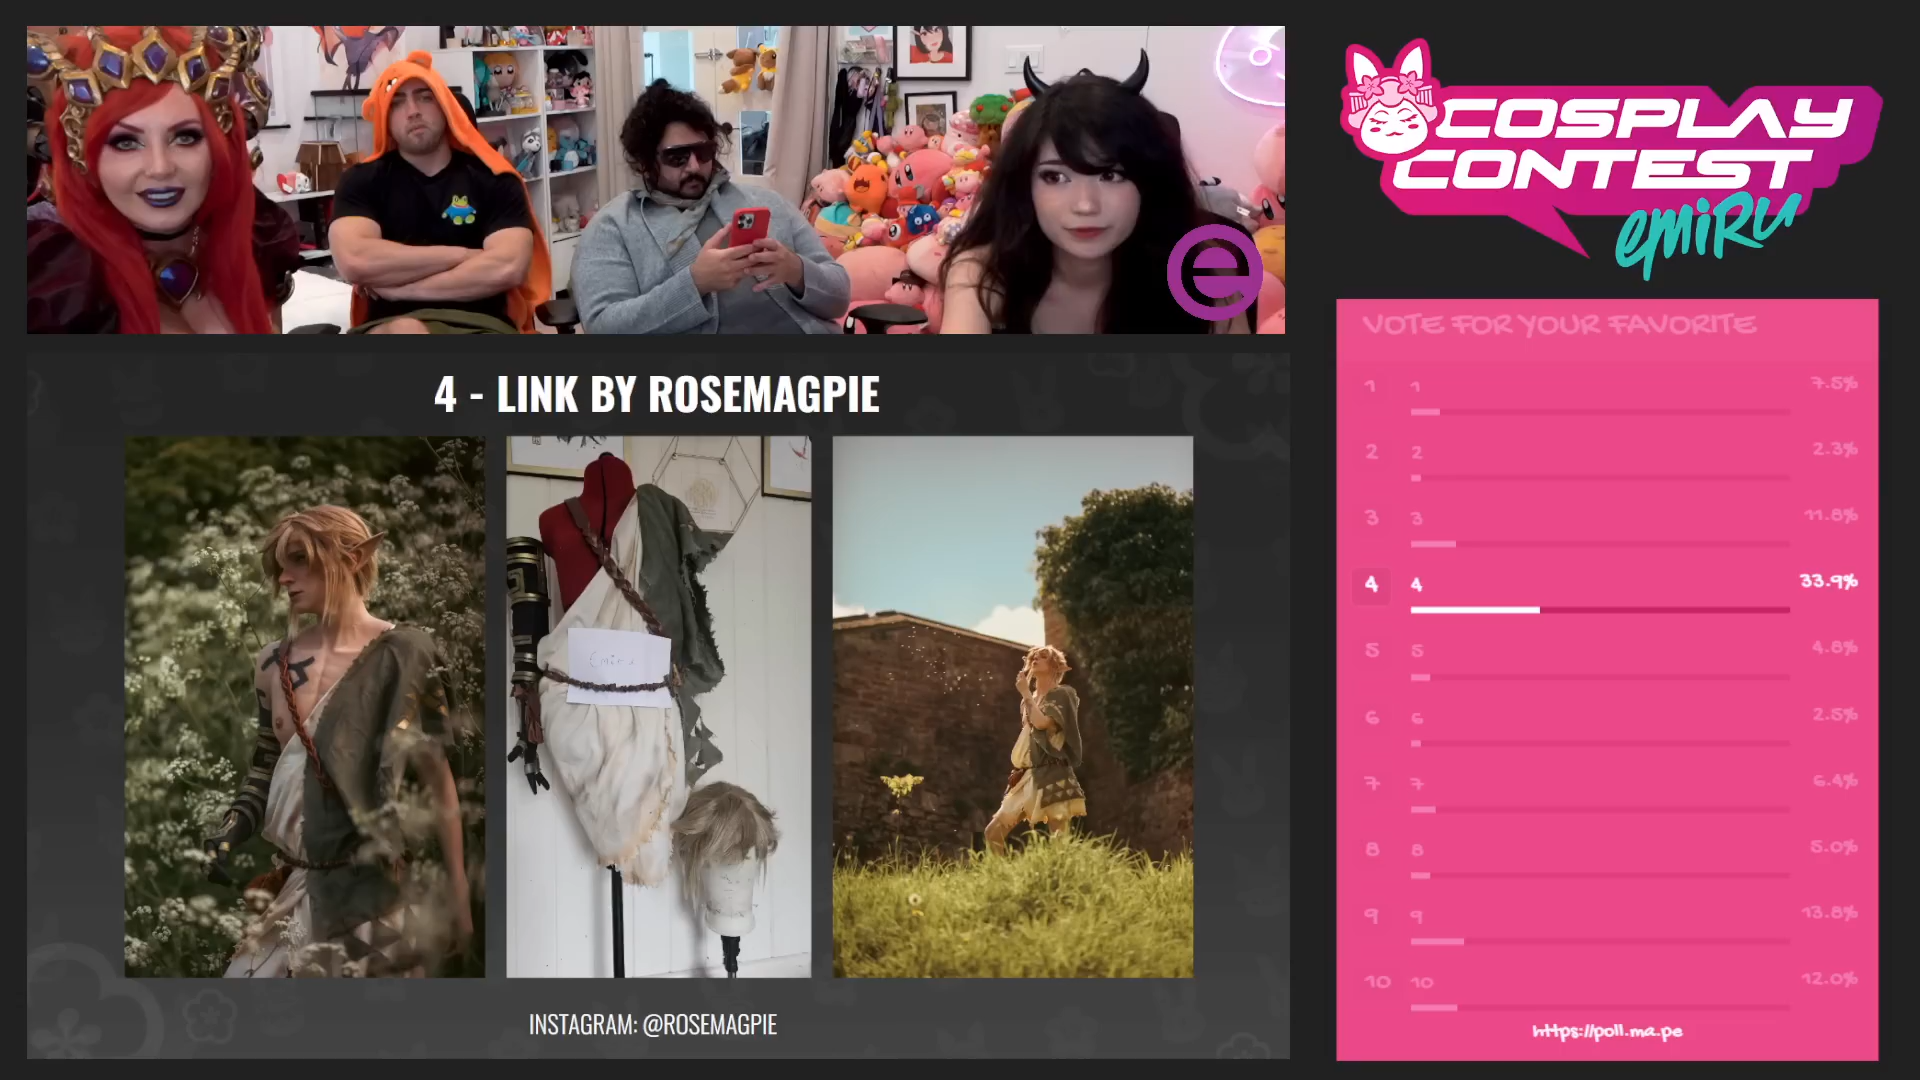 COSPLAY
CONTEST
emiru
e
4 - LINK BY ROSEMAGPIE
Emiru
INSTAGRAM: @ROSEMAGPIE
VOTE FOR YOUR FAVORITE
1 1 7.5%
2 2 2.3%
3 3 11.8%
4 4 33.9%
5 5 4.8%
6 6 2.5%
7 7 6.4%
8 8 5.0%
9 9 13.8%
10 10 12.0%
https://poll.ma.pe